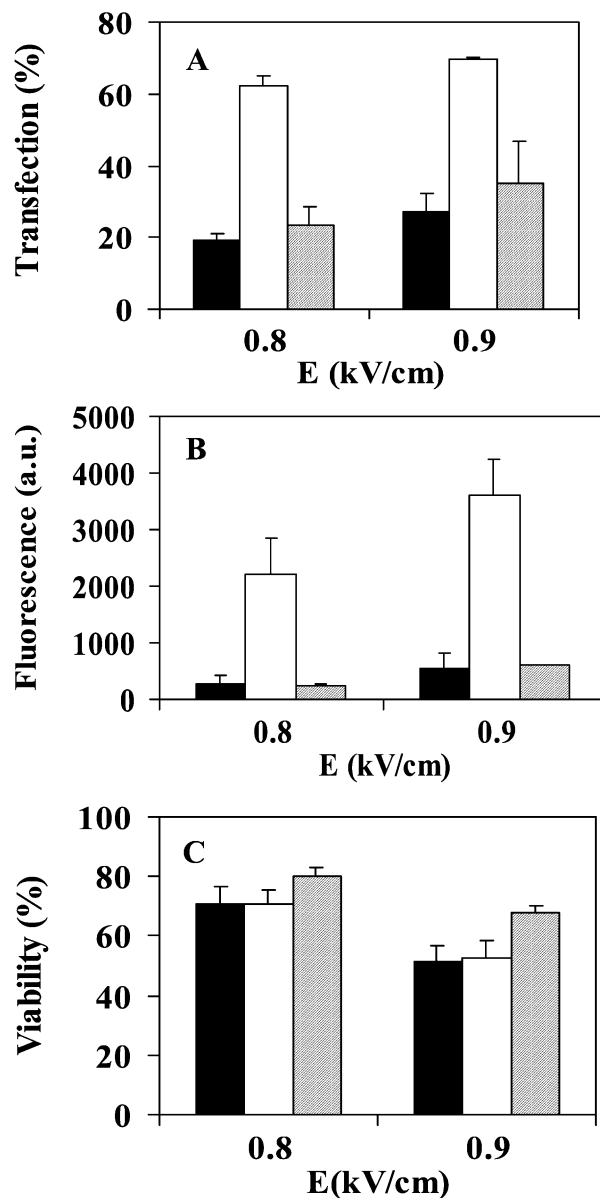 Transfection (%)
80
60
40
20
0
A
0.8
0.9
E (kV/cm)
Fluorescence (a.u.)
5000
4000
3000
2000
1000
0
B
0.8
0.9
E (kV/cm)
Viability (%)
100
80
60
40
20
0
C
0.8
0.9
E(kV/cm)